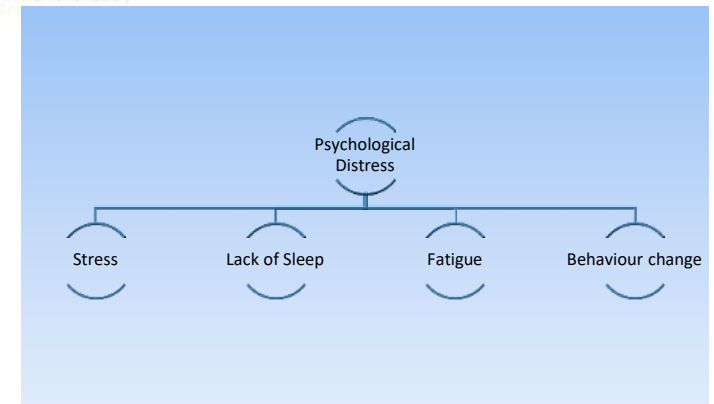 Psychological
Distress
Stress
Lack of Sleep
Fatigue
Behaviour change